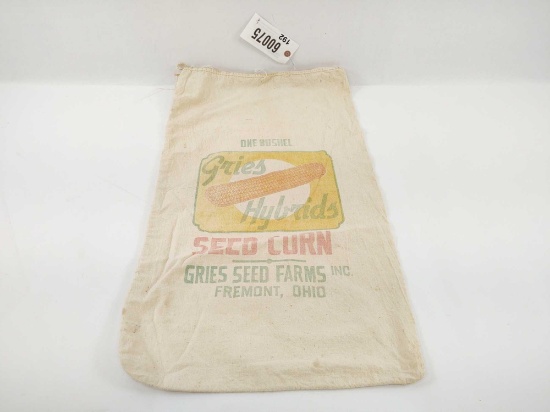 60075
192
ONE BUSHEL
Gries
Hybrids
SEED CORN
GRIES SEED FARMS INC.
FREMONT, OHIO